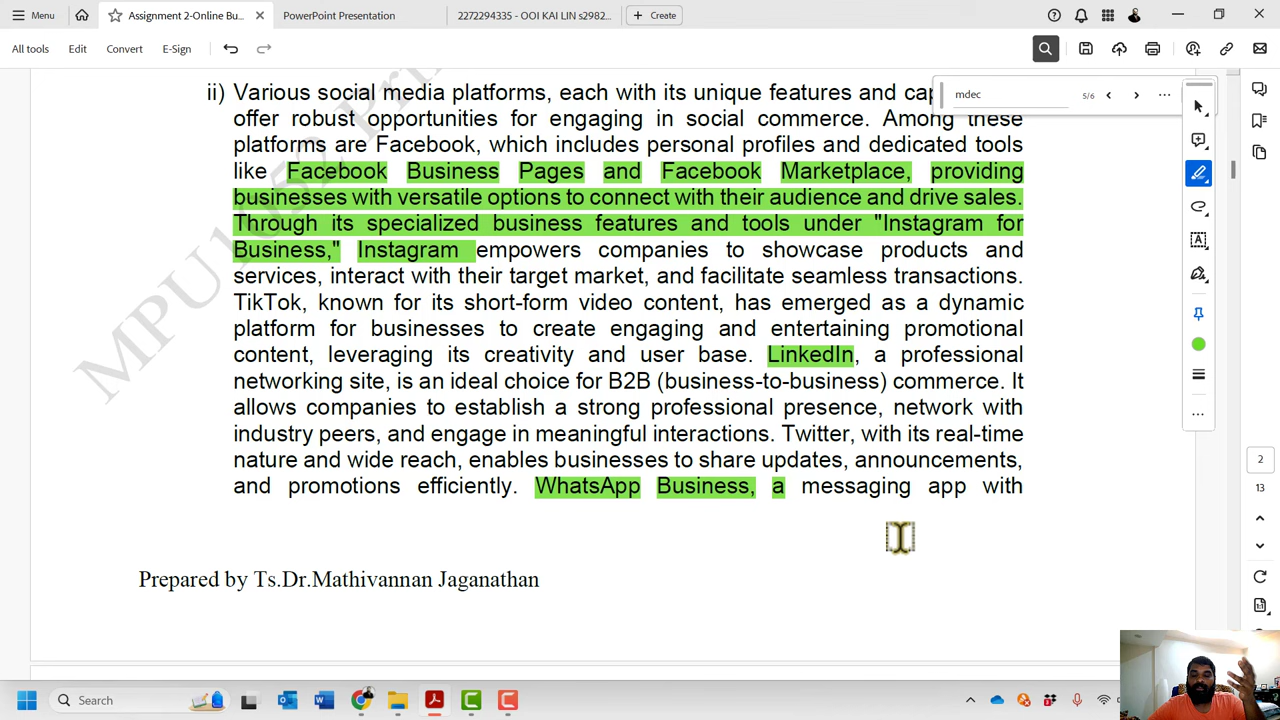 Menu
Assignment 2-Online Bu...
PowerPoint Presentation
2272294335 - OOI KAI LIN s2982...
Create
All tools
Edit
Convert
E-Sign
mdec
5/6
ii) Various social media platforms, each with its unique features and cap
offer robust opportunities for engaging in social commerce. Among these
platforms are Facebook, which includes personal profiles and dedicated tools
like Facebook Business Pages and Facebook Marketplace, providing
businesses with versatile options to connect with their audience and drive sales.
Through its specialized business features and tools under "Instagram for
Business," Instagram empowers companies to showcase products and
services, interact with their target market, and facilitate seamless transactions.
TikTok, known for its short-form video content, has emerged as a dynamic
platform for businesses to create engaging and entertaining promotional
content, leveraging its creativity and user base. LinkedIn, a professional
networking site, is an ideal choice for B2B (business-to-business) commerce. It
allows companies to establish a strong professional presence, network with
industry peers, and engage in meaningful interactions. Twitter, with its real-time
nature and wide reach, enables businesses to share updates, announcements,
and promotions efficiently. WhatsApp Business, a messaging app with
Prepared by Ts.Dr.Mathivannan Jaganathan
2
13
Search